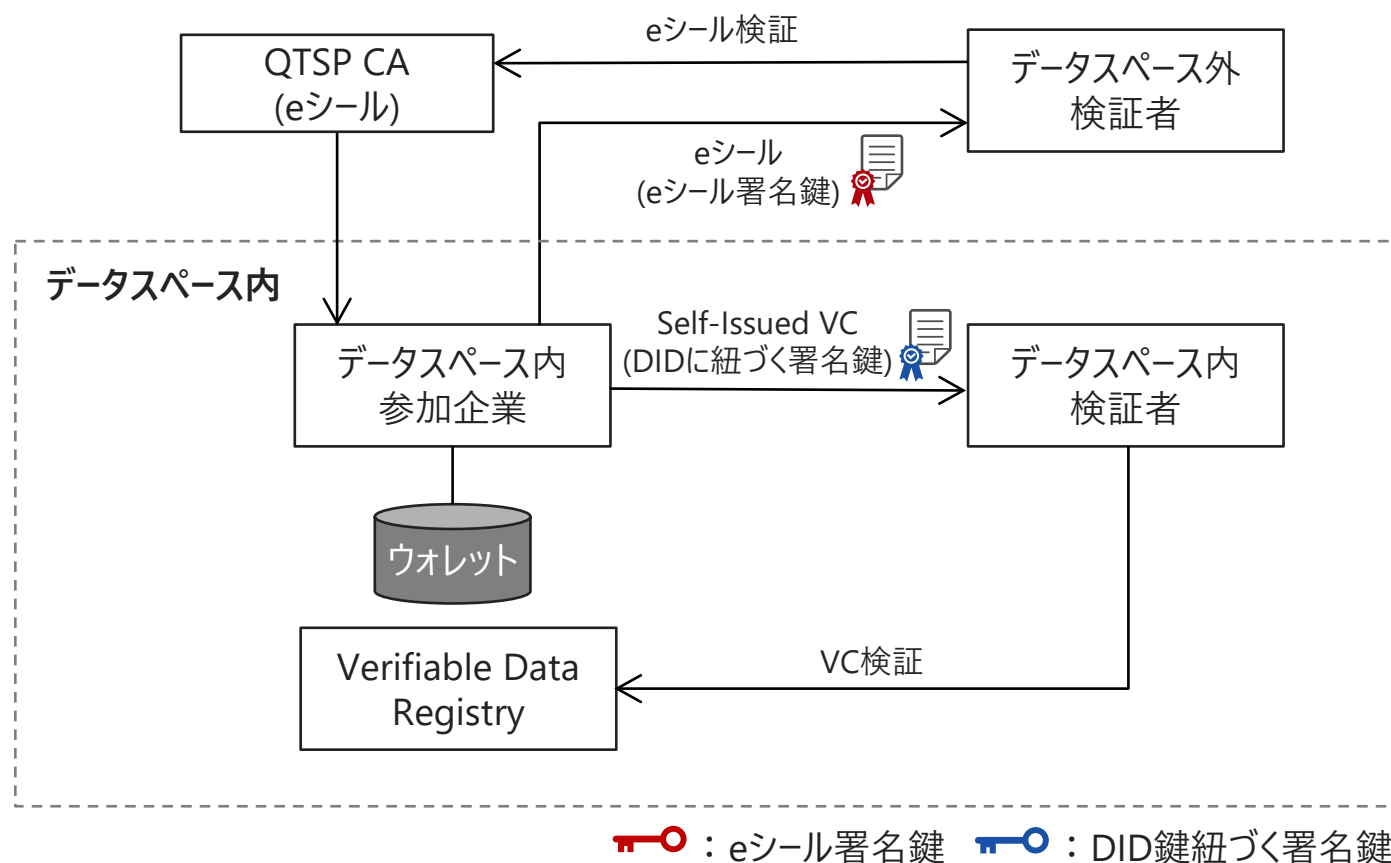 eシール検証
QTSP CA
(eシール)
データスペース外
検証者
eシール
(eシール署名鍵)
データスペース内
データスペース内
参加企業
Self-Issued VC
(DIDに紐づく署名鍵)
データスペース内
検証者
ウォレット
Verifiable Data
Registry
VC検証
：eシール署名鍵
：DID鍵紐づく署名鍵